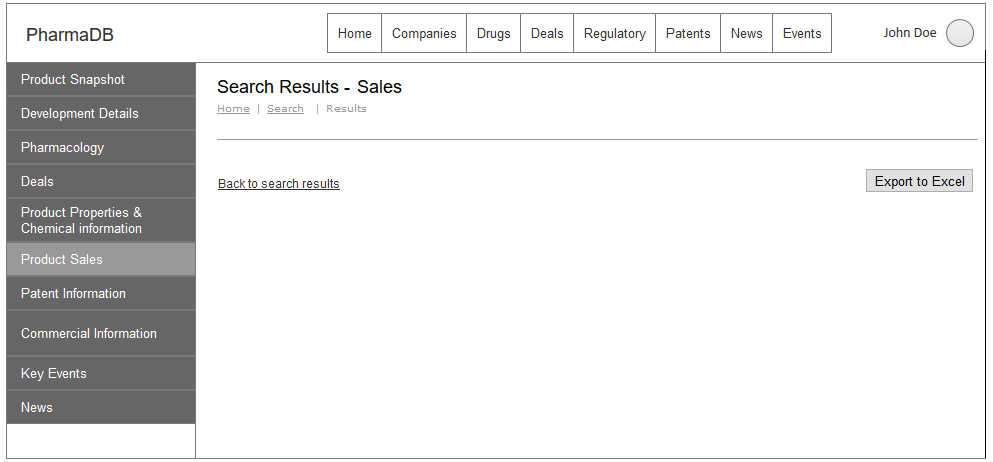 PharmaDB
Home Companies Drugs Deals Regulatory Patents News Events
John Doe
Product Snapshot
Development Details
Pharmacology
Deals
Product Properties &
Chemical information
Product Sales
Patent Information
Commercial Information
Key Events
News
Search Results - Sales
Home | Search | Results
Back to search results
Export to Excel